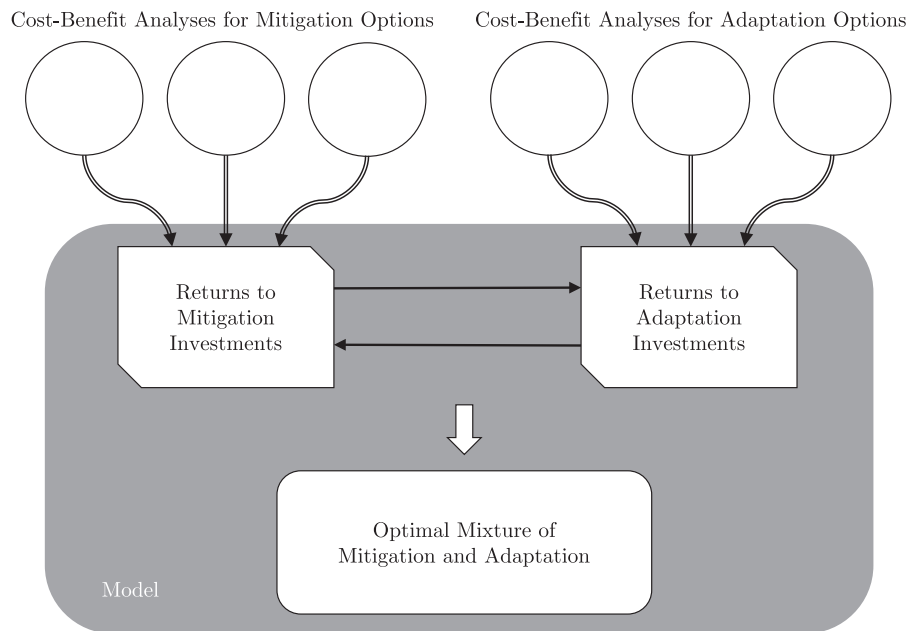 Cost-Benefit Analyses for Mitigation Options
Cost-Benefit Analyses for Adaptation Options
Returns to
Mitigation
Investments
Returns to
Adaptation
Investments
Optimal Mixture of
Mitigation and Adaptation
Model